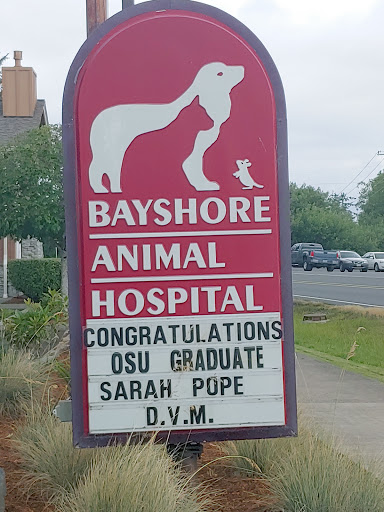 BAYSHORE
ANIMAL
HOSPITAL
CONGRATULATIONS
OSU GRADUATE
SARAH POPE
D.V.M.